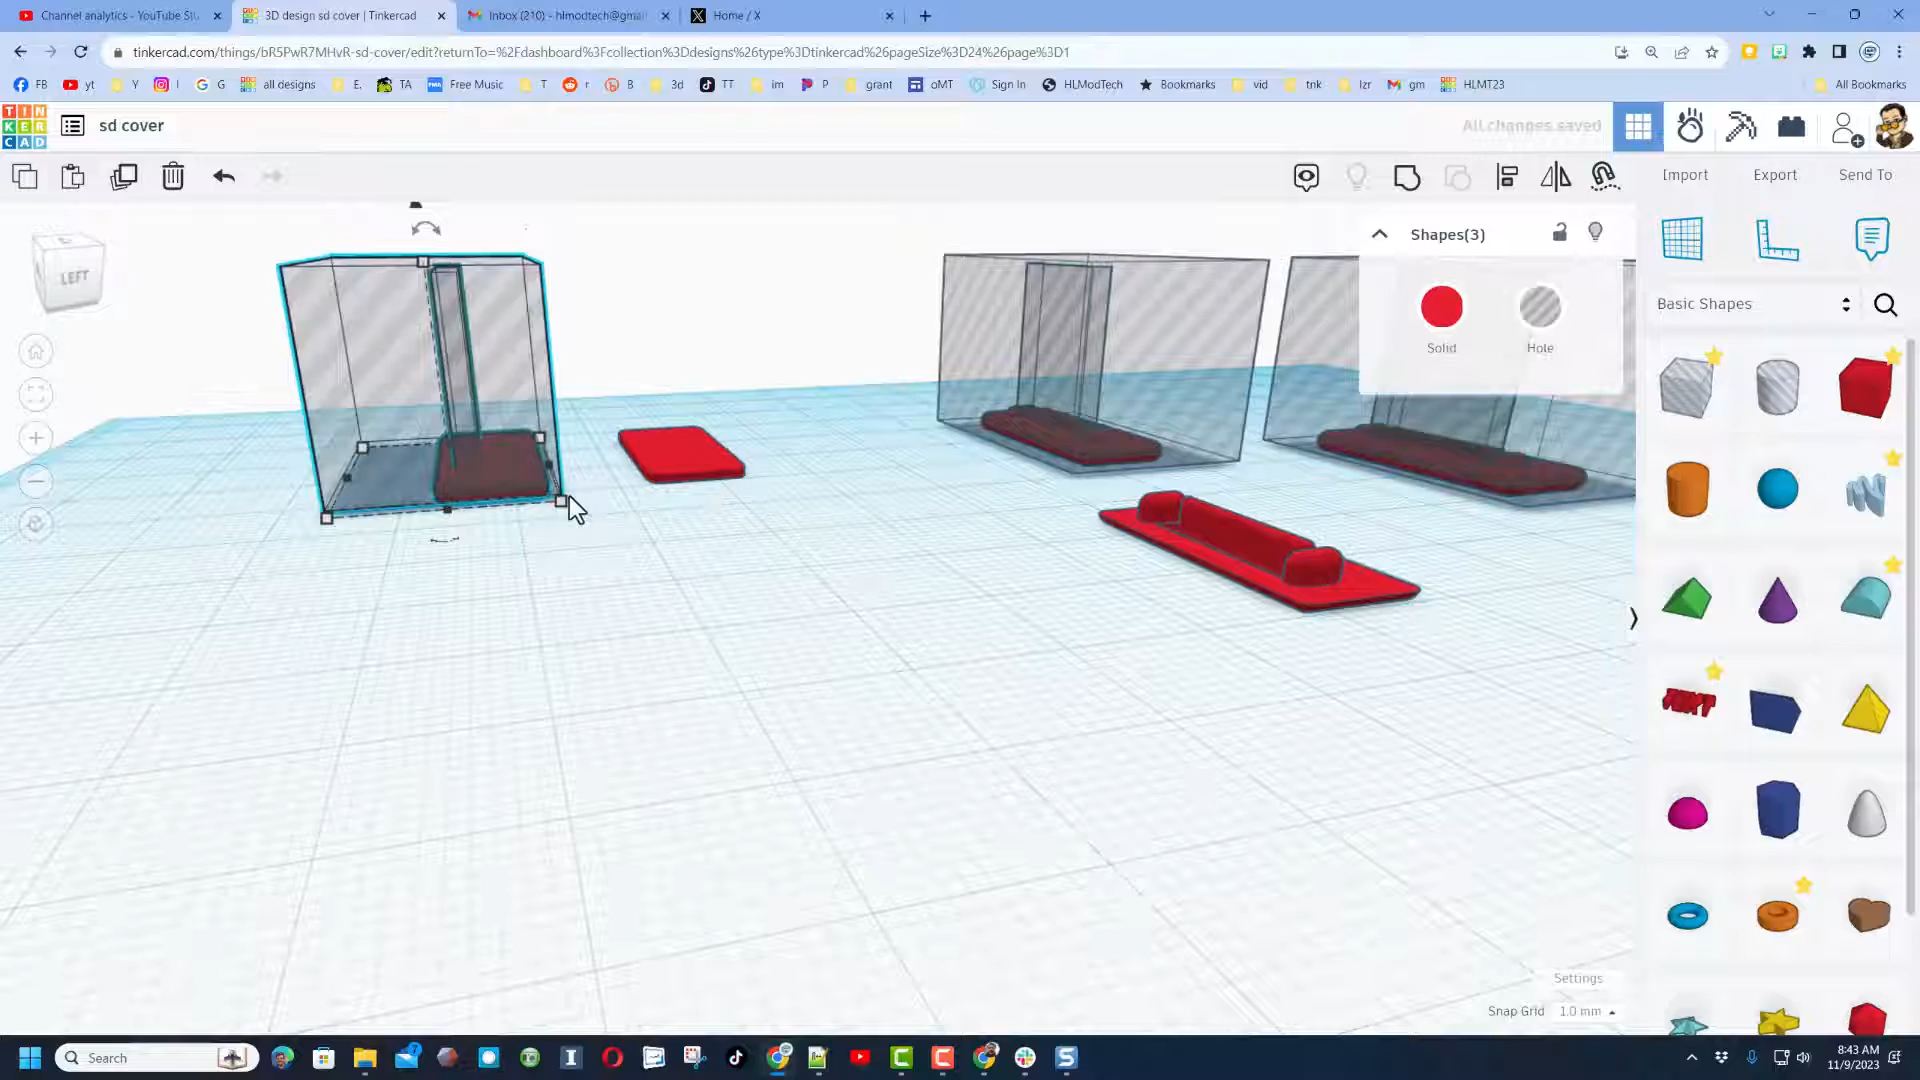 Channel analytics - YouTube Stu
3D design sd cover | Tinkercad
Inbox (210) - hlmodtech@gmai
Home / X
tinkercad.com/things/bR5PwR7MHvR-sd-cover/edit?returnTo=%2Fdashboard%3Fcollection%3Ddesigns%26type%3Dtinkercad%26pageSize%3D24%26page%3D1
FB
yt
Y
I
G
all designs
E.
TA
Free Music
T
r
B
3d
TT
im
P
grant
oMT
Sign In
HLModTech
Bookmarks
vid
tnk
lzr
gm
HLMT23
All Bookmarks
TIN
KER
CAD
sd cover
All changes saved
Import
Export
Send To
LEFT
Shapes(3)
Solid
Hole
Basic Shapes
Settings
Snap Grid 1.0 mm
Search
8:43 AM
11/9/2023